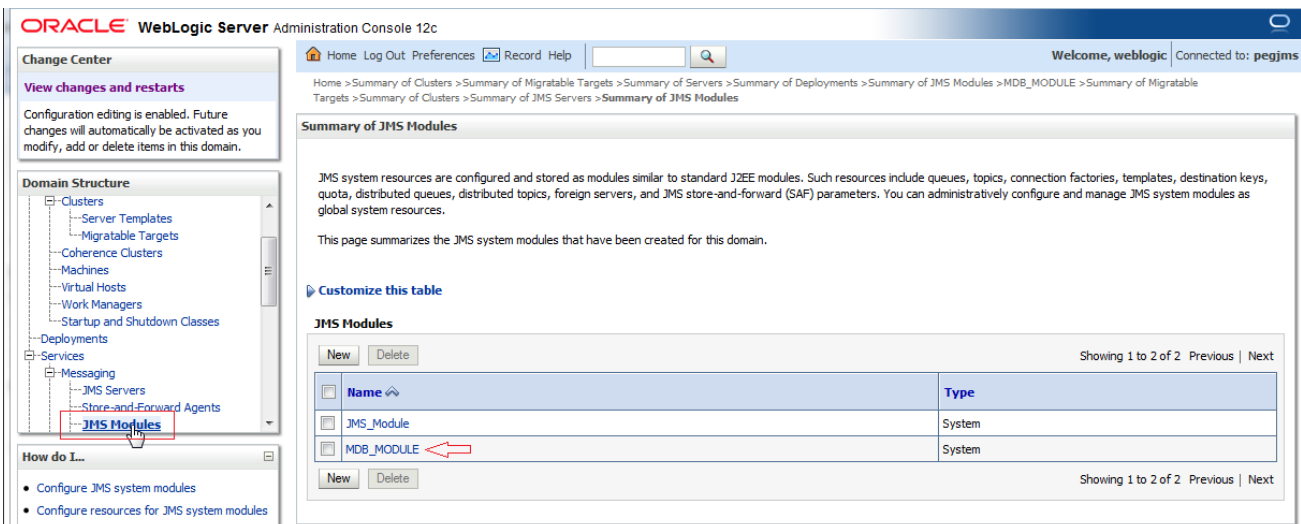 ORACLE WebLogic Server Administration Console 12c
Change Center
View changes and restarts
Configuration editing is enabled. Future
changes will automatically be activated as you
modify, add or delete items in this domain.
Domain Structure
Clusters
Server Templates
Migratable Targets
Coherence Clusters
Machines
Virtual Hosts
Work Managers
Startup and Shutdown Classes
Deployments
Services
Messaging
JMS Servers
Store-and-Forward Agents
JMS Modules
How do I...
Configure JMS system modules
Configure resources for JMS system modules
Home Log Out Preferences Record Help
Welcome, weblogic Connected to: pegjms
Home >Summary of Clusters >Summary of Migratable Targets >Summary of Servers >Summary of Deployments >Summary of JMS Modules >MDB_MODULE >Summary of Migratable
Targets >Summary of Clusters >Summary of JMS Servers >Summary of JMS Modules
Summary of JMS Modules
JMS system resources are configured and stored as modules similar to standard J2EE modules. Such resources include queues, topics, connection factories, templates, destination keys,
quota, distributed queues, distributed topics, foreign servers, and JMS store-and-forward (SAF) parameters. You can administratively configure and manage JMS system modules as
global system resources.
This page summarizes the JMS system modules that have been created for this domain.
Customize this table
JMS Modules
New Delete Showing 1 to 2 of 2 Previous | Next
Name Type
JMS_Module System
MDB_MODULE System
New Delete Showing 1 to 2 of 2 Previous | Next